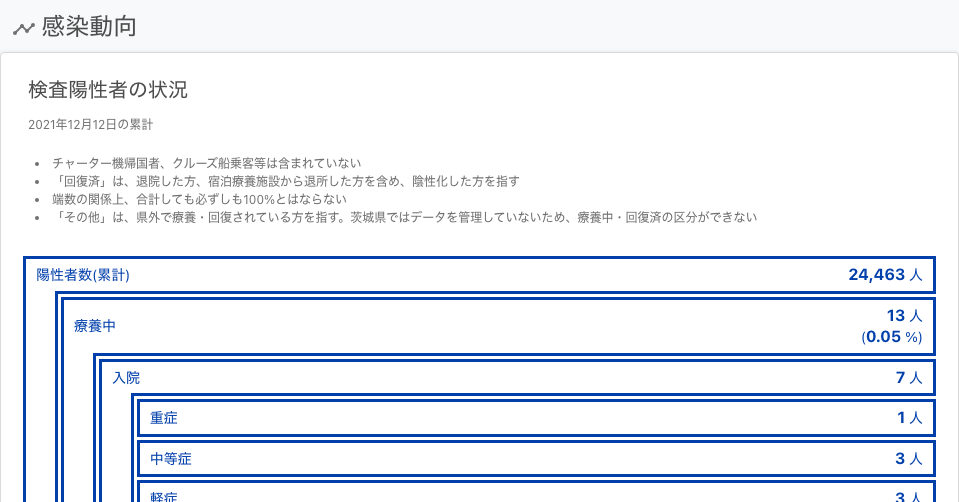 感染動向
検査陽性者の状況
2021年12月12日の累計
• チャーター機帰国者、クルーズ船乗客等は含まれていない
• 「回復済」は、退院した方、宿泊療養施設から退所した方を含め、陰性化した方を指す
• 端数の関係上、合計しても必ずしも100%とはならない
• 「その他」は、県外で療養・回復されている方を指す。茨城県ではデータを管理していないため、療養中・回復済の区分ができない
陽性者数(累計) 24,463 人
療養中 13 人
(0.05 %)
入院 7 人
重症 1 人
中等症 3 人
軽症 3 人